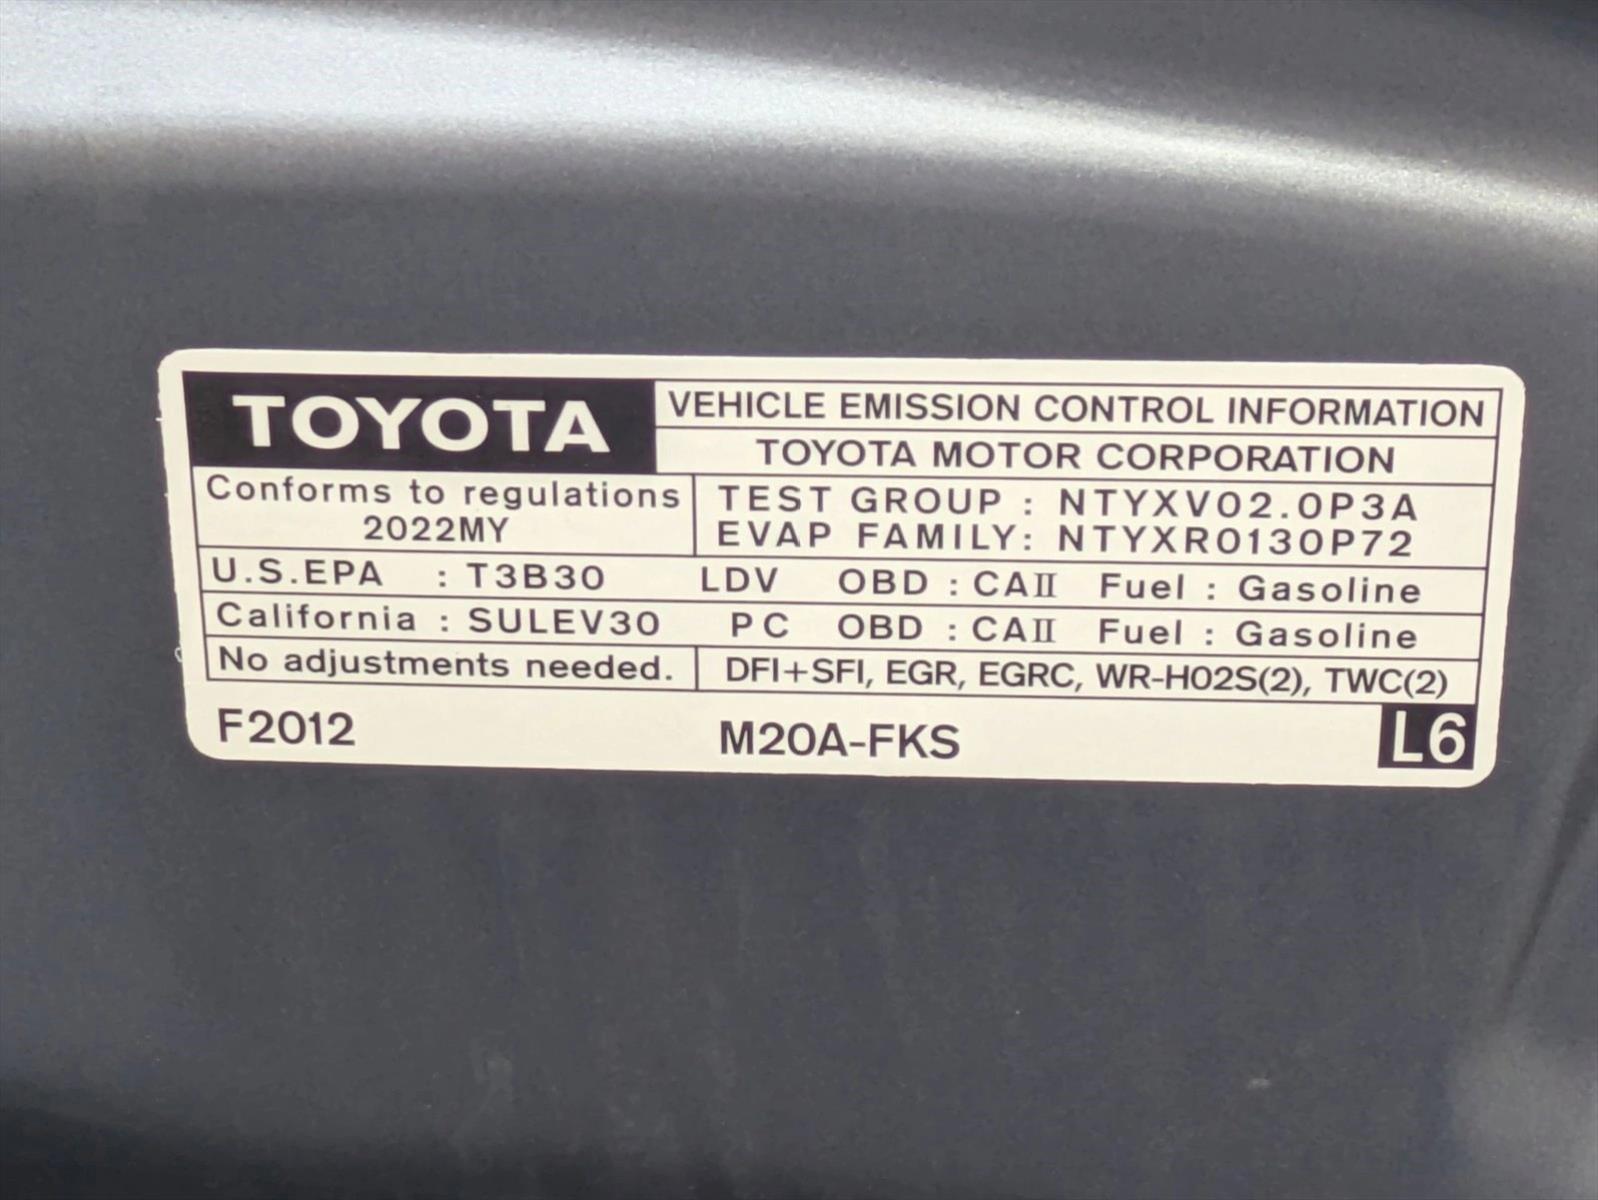 TOYOTA
VEHICLE EMISSION CONTROL INFORMATION
TOYOTA MOTOR CORPORATION
Conforms to regulations
2022MY
TEST GROUP : NTYXV02.0P3A
EVAP FAMILY: NTYXR0130P72
U.S.EPA : T3B30 LDV OBD : CAII Fuel : Gasoline
California : SULEV30 PC OBD : CAII Fuel : Gasoline
No adjustments needed. DFI+SFI, EGR, EGRC, WR-HO2S(2), TWC(2)
F2012 M20A-FKS L6